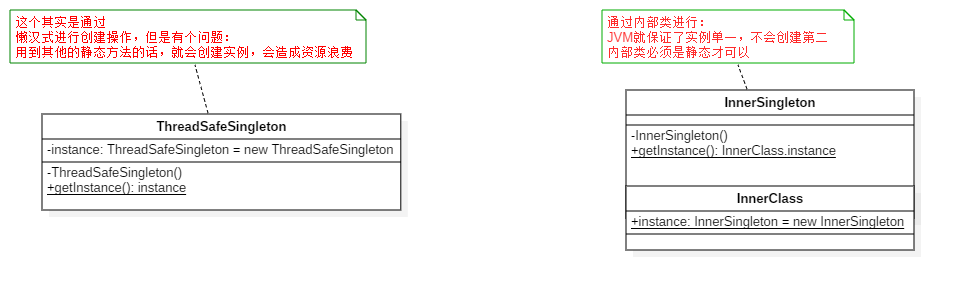 这个其实是通过
懒汉式进行创建操作，但是有个问题：
用到其他的静态方法的话，就会创建实例，会造成资源浪费
ThreadSafeSingleton
-instance: ThreadSafeSingleton = new ThreadSafeSingleton
-ThreadSafeSingleton()
+getInstance(): instance
通过内部类进行：
JVM就保证了实例单一，不会创建第二
内部类必须是静态才可以
InnerSingleton
-InnerSingleton()
+getInstance(): InnerClass.instance
InnerClass
+instance: InnerSingleton = new InnerSingleton